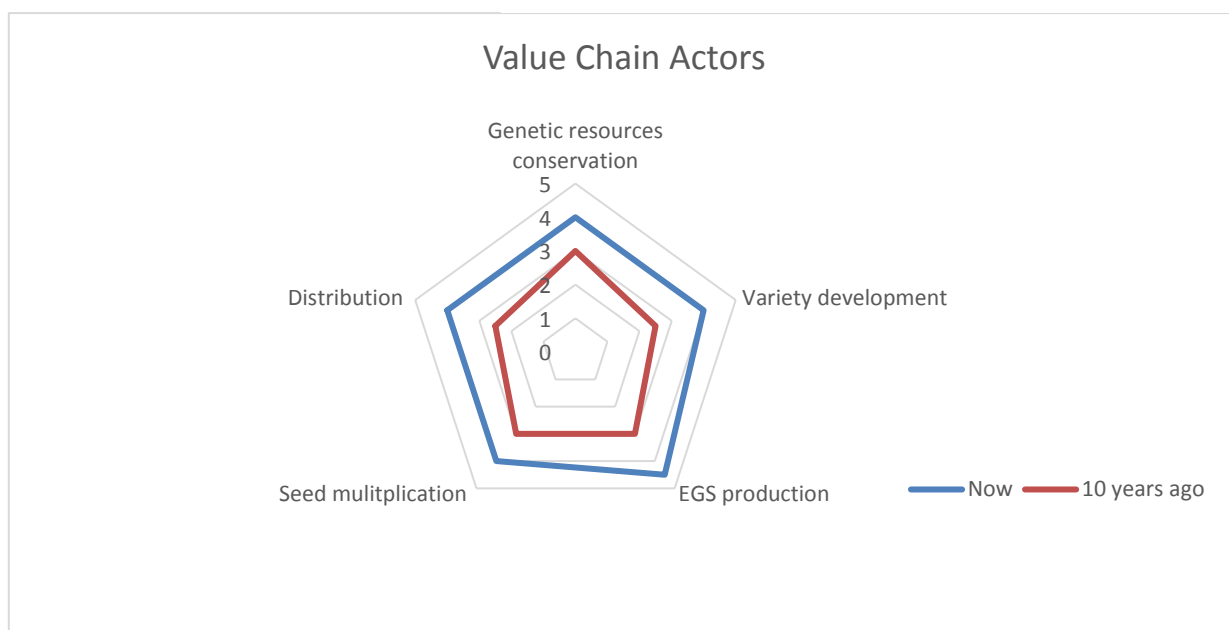 Value Chain Actors
Genetic resources
conservation
5
4
3
2
1
0
Distribution
Variety development
Seed mulitplication
EGS production
Now
10 years ago